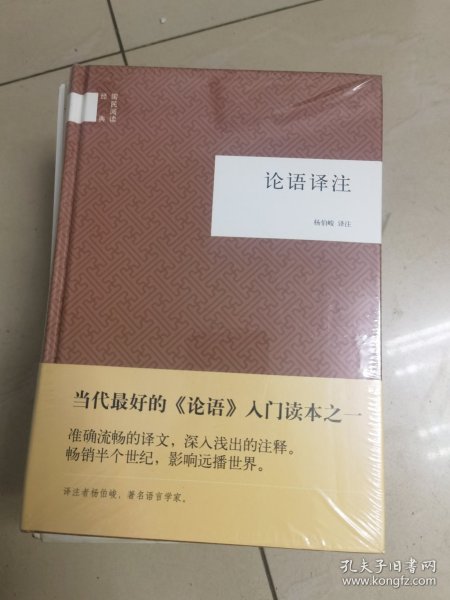 国民阅读
经典
论语译注
杨伯峻 译注
当代最好的《论语》入门读本之一
准确流畅的译文，深入浅出的注释。
畅销半个世纪，影响远播世界。
译注者杨伯峻，著名语言学家。
孔夫子旧书网
www.kongfz.com